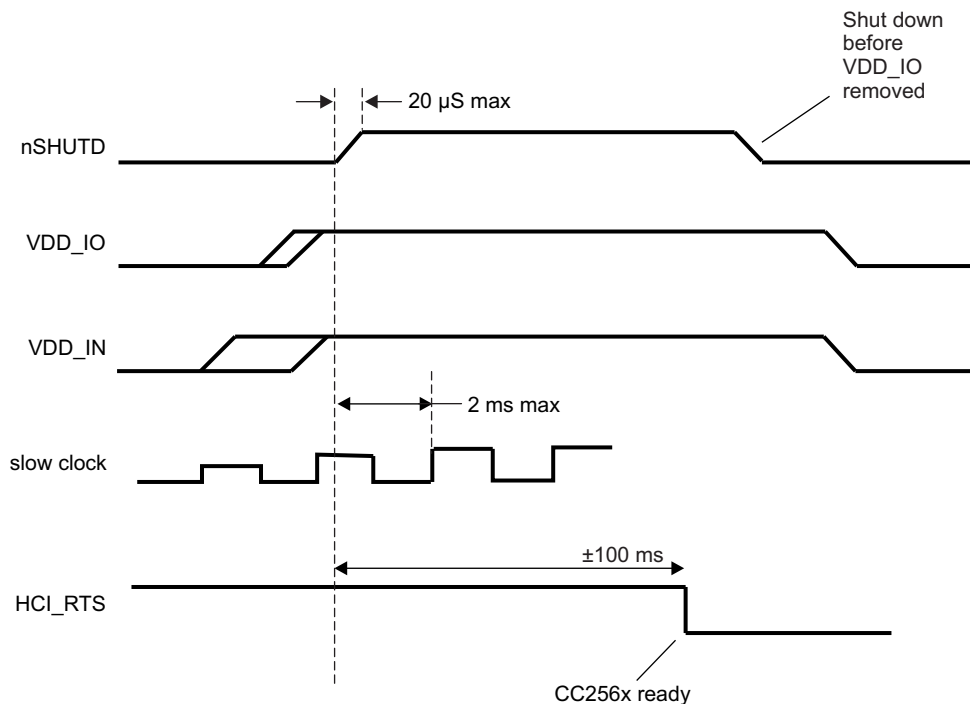 Shut down
before
VDD_IO
removed
20 µS max
nSHUTD
VDD_IO
VDD_IN
2 ms max
slow clock
±100 ms
HCI_RTS
CC256x ready